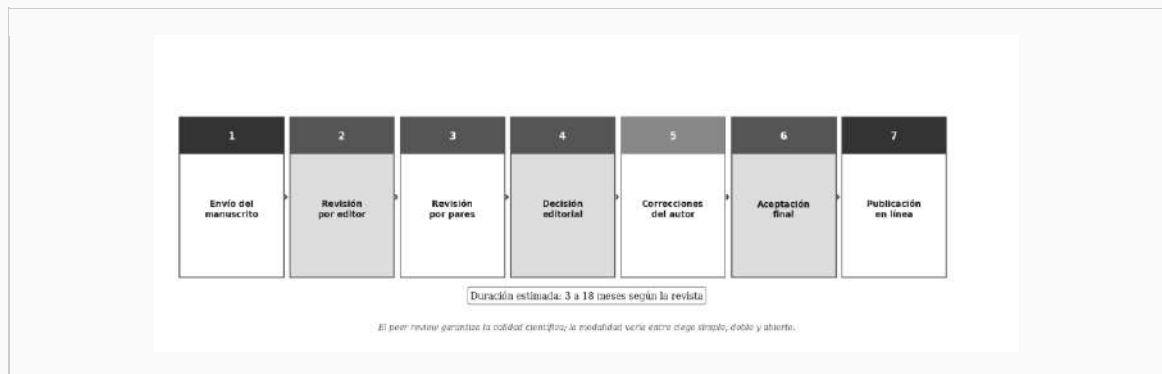 1
2
3
4
5
6
7
Envío del
manuscrito
Revisión
por editor
Revisión
por pares
Decisión
editorial
Correcciones
del autor
Aceptación
final
Publicación
en línea
Duración estimada: 3 a 18 meses según la revista
El peer review garantiza la calidad científica; la modalidad varía entre ciego simple, doble y abierto.